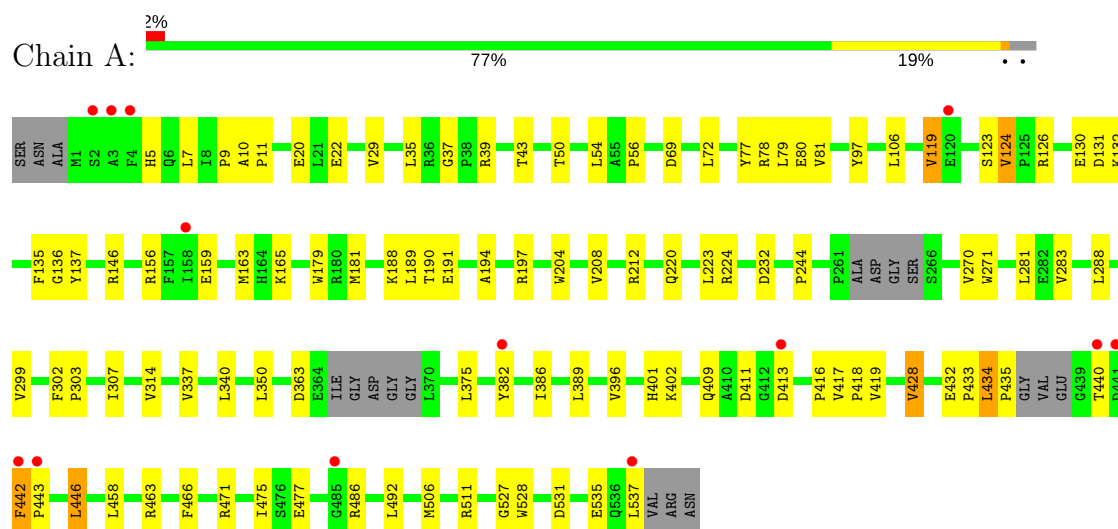 2%
Chain A:
77% 19% • •
SER ASN ALA M1 S2 A3 F4 H5 Q6 L7 I8 P9 A10 P11 E20 L21 E22 V29 L35 R36 G37 P38 R39 T43 T50 L54 A55 P56 D69 L72 Y77 R78 L79 E80 V81 Y97 L106 V119 E120 S123 V124 P125 R126 E130 D131 K132
F135 G136 Y137 R146 R156 F157 I158 E159 M163 H164 K165 W179 R180 M181 K188 L189 T190 E191 A194 R197 W204 V208 R212 Q220 L223 R224 D232 P244 P261 ALA ASP GLY SER S266 V270 W271 L281 E282 V283 L288
V299 F302 P303 I307 V314 V337 L340 L350 D363 E364 ILE GLY ASP GLY GLY L370 L375 Y382 I386 L389 V396 H401 K402 Q409 A410 D411 G412 D413 P416 V417 P418 V419 V428 E432 P433 L434 P435 GLY VAL GLU G439 T440 D441
F442 P443 L446 L458 R463 F466 R471 I475 S476 E477 G485 R486 L492 M506 R511 G527 W528 D531 E535 Q536 L537 VAL ARG ASN